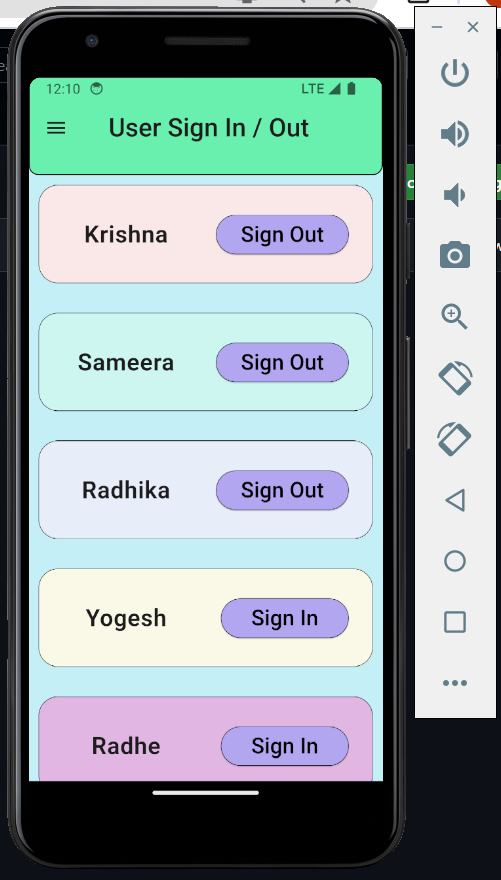 12:10 LTE
User Sign In / Out
Krishna Sign Out
Sameera Sign Out
Radhika Sign Out
Yogesh Sign In
Radhe Sign In